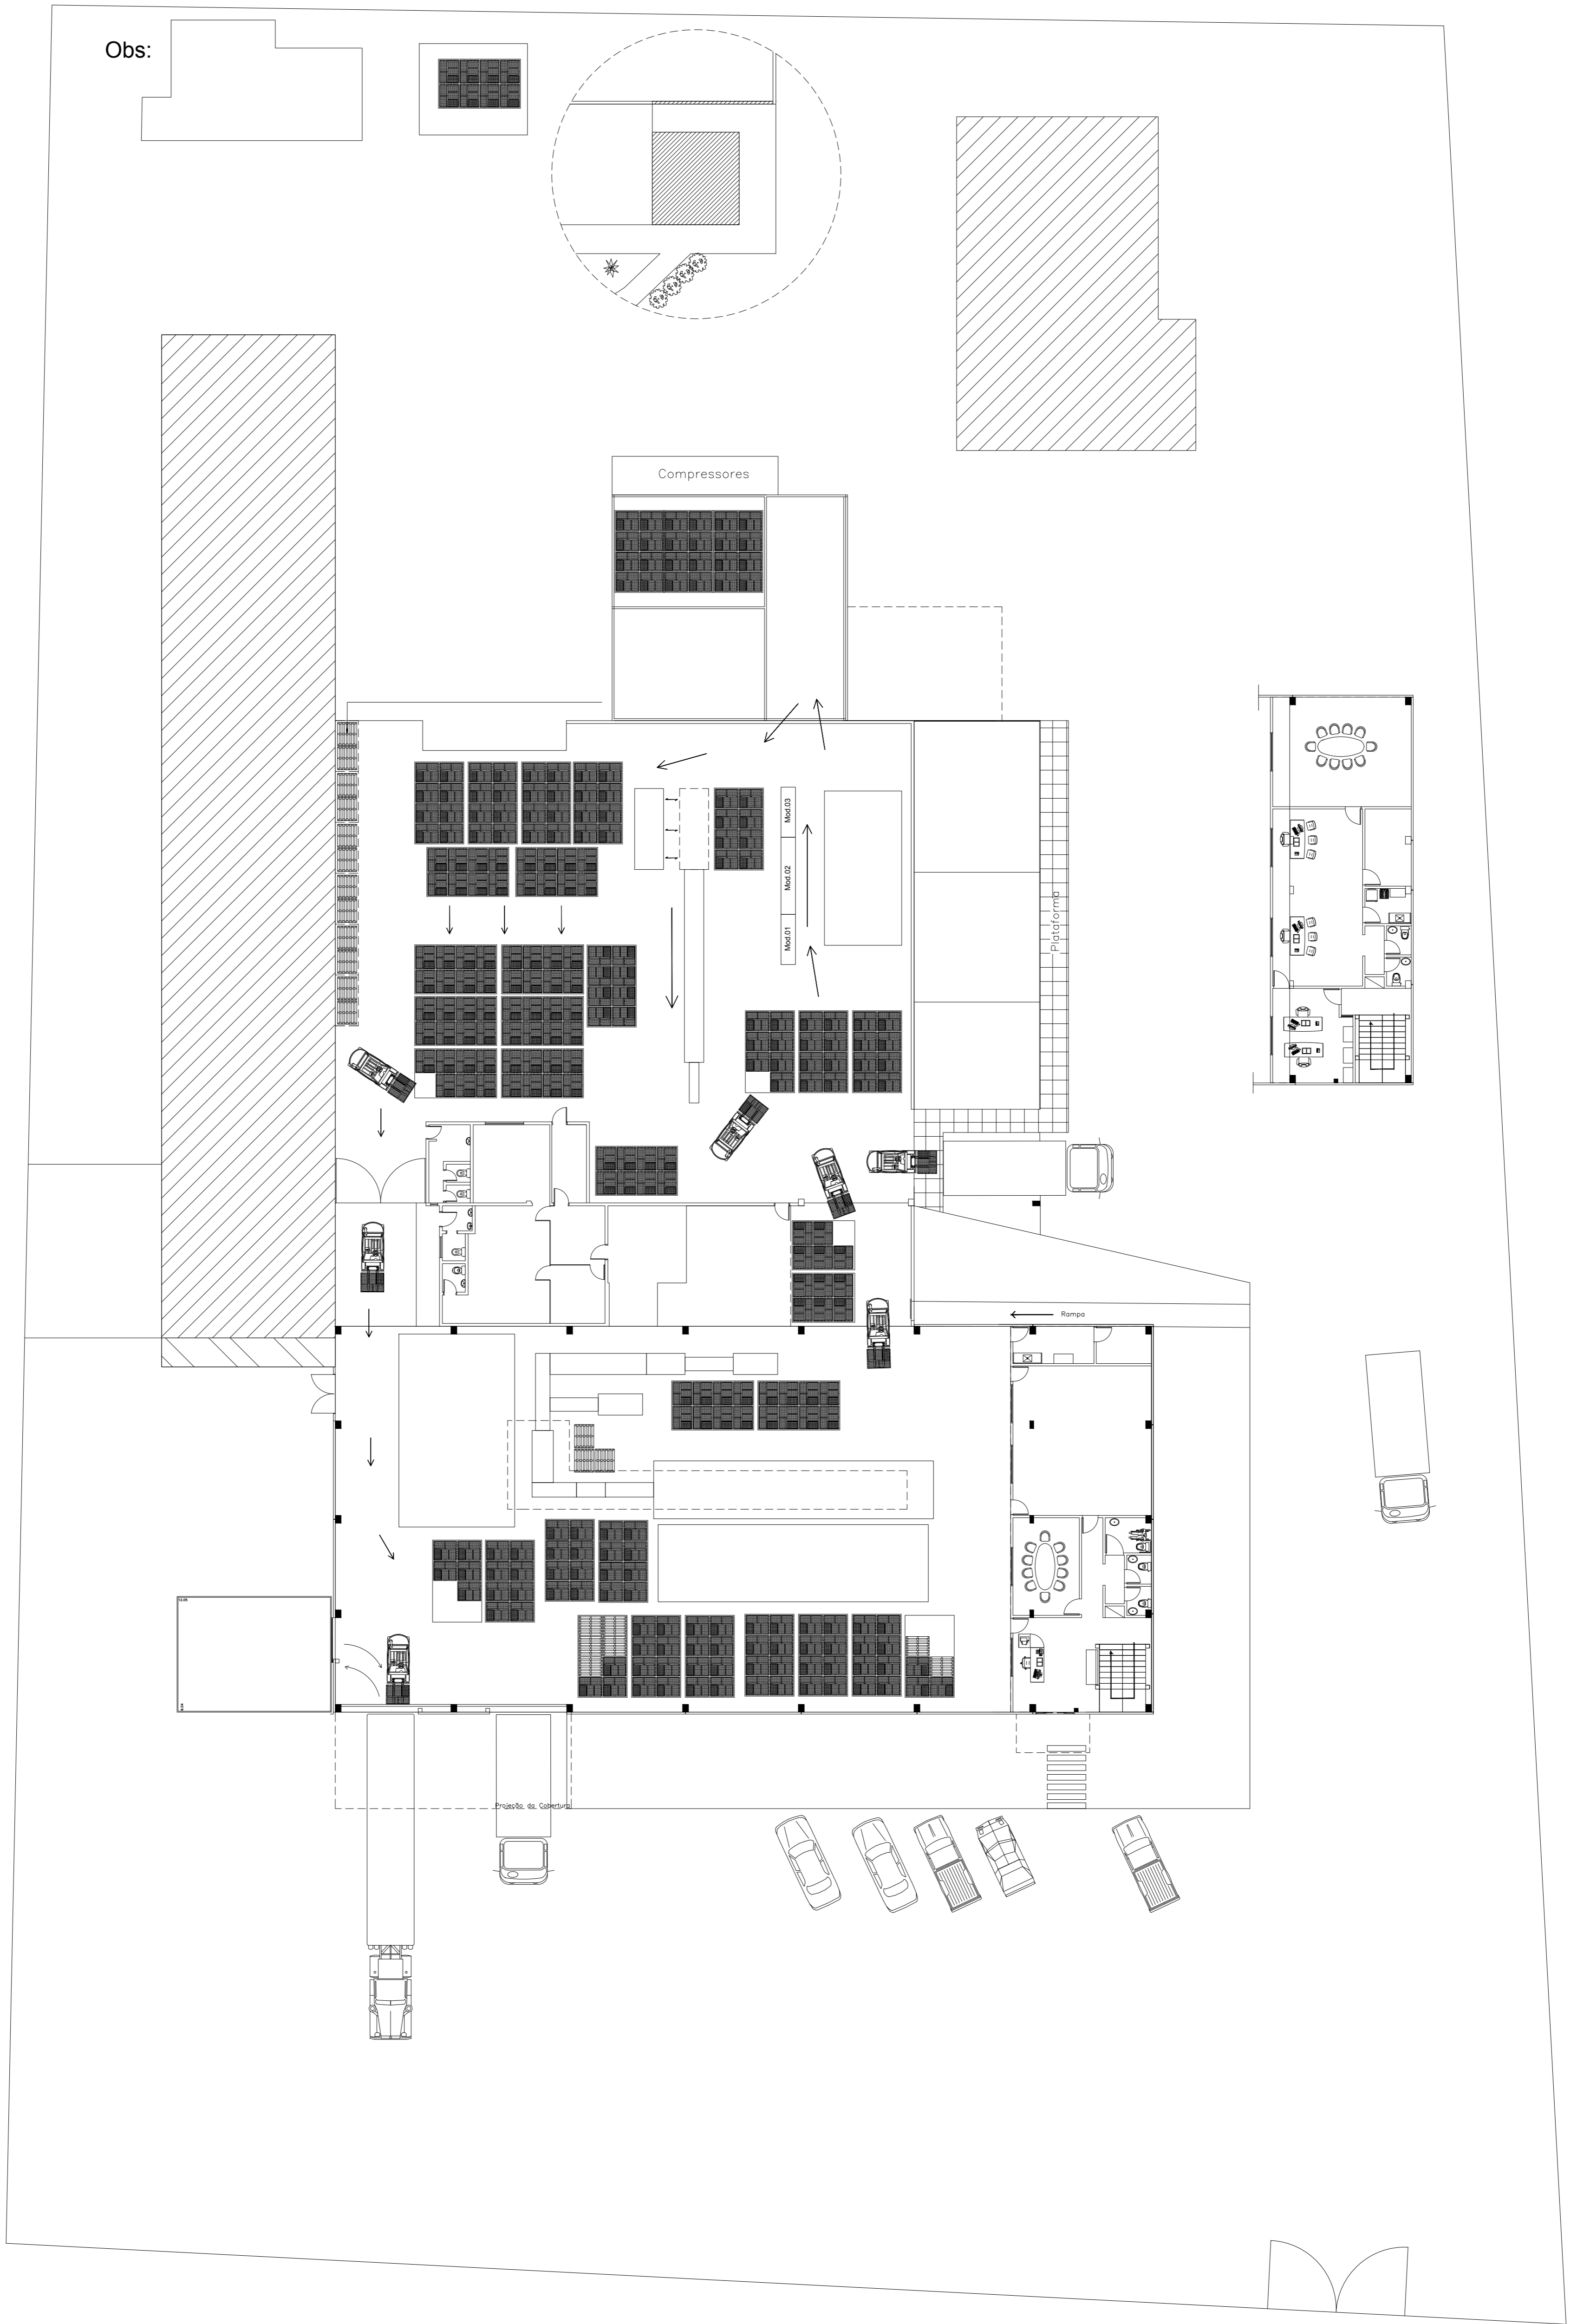 Obs:
Compressores
Mod.03
Mod.02
Mod.01
Plataforma
Rampa
Projeção da Cobertura